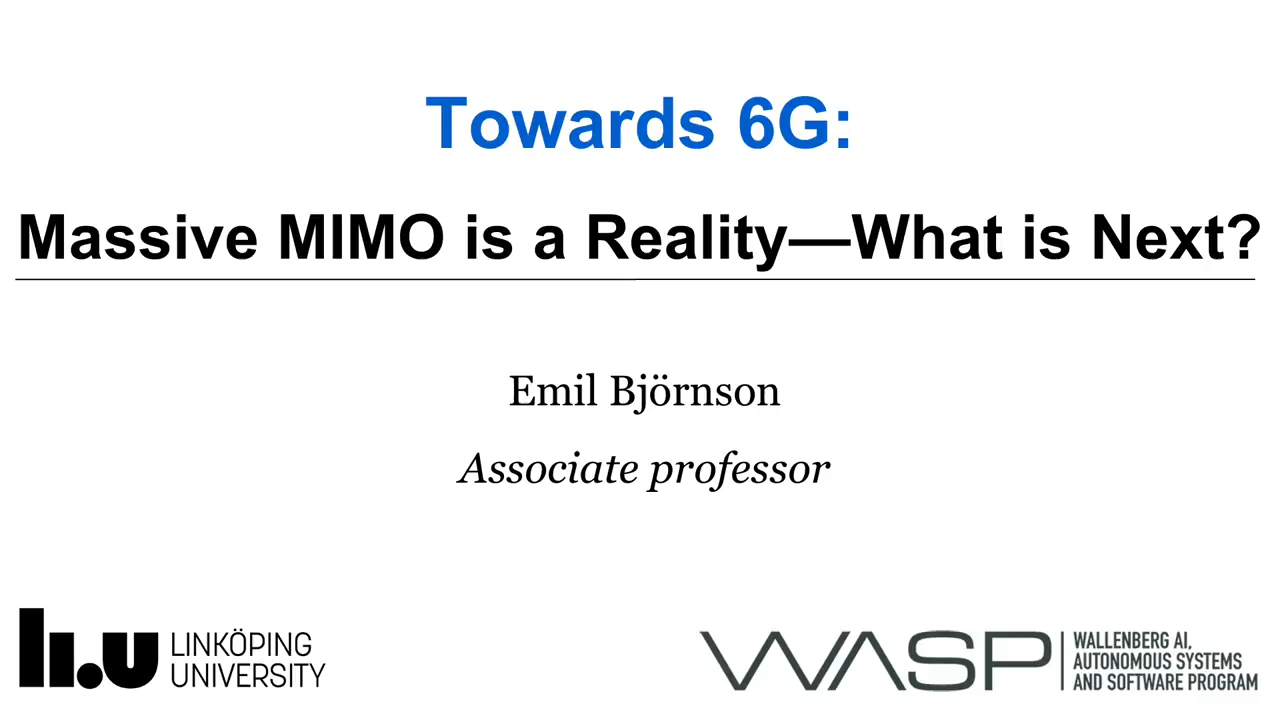 Towards 6G:
Massive MIMO is a Reality—What is Next?
Emil Björnson
Associate professor
li.u LINKÖPING
UNIVERSITY
WASP
WALLENBERG AI,
AUTONOMOUS SYSTEMS
AND SOFTWARE PROGRAM